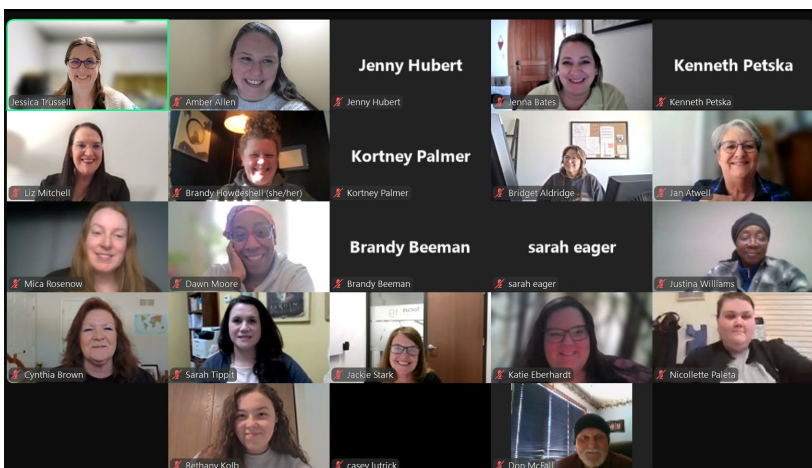 Jessica Trussell
Amber Allen
Jenny Hubert
Jenny Hubert
Jenna Bates
Kenneth Petska
Kenneth Petska
Liz Mitchell
Brandy Howdeshell (she/her)
Kortney Palmer
Kortney Palmer
Bridget Aldridge
Jan Atwell
Mica Rosenow
Dawn Moore
Brandy Beeman
Brandy Beeman
sarah eager
sarah eager
Justina Williams
Cynthia Brown
Sarah Tippit
Jackie Stark
Katie Eberhardt
Nicollette Paleta
Bethany Kolb
casey lutrick
Don McFall